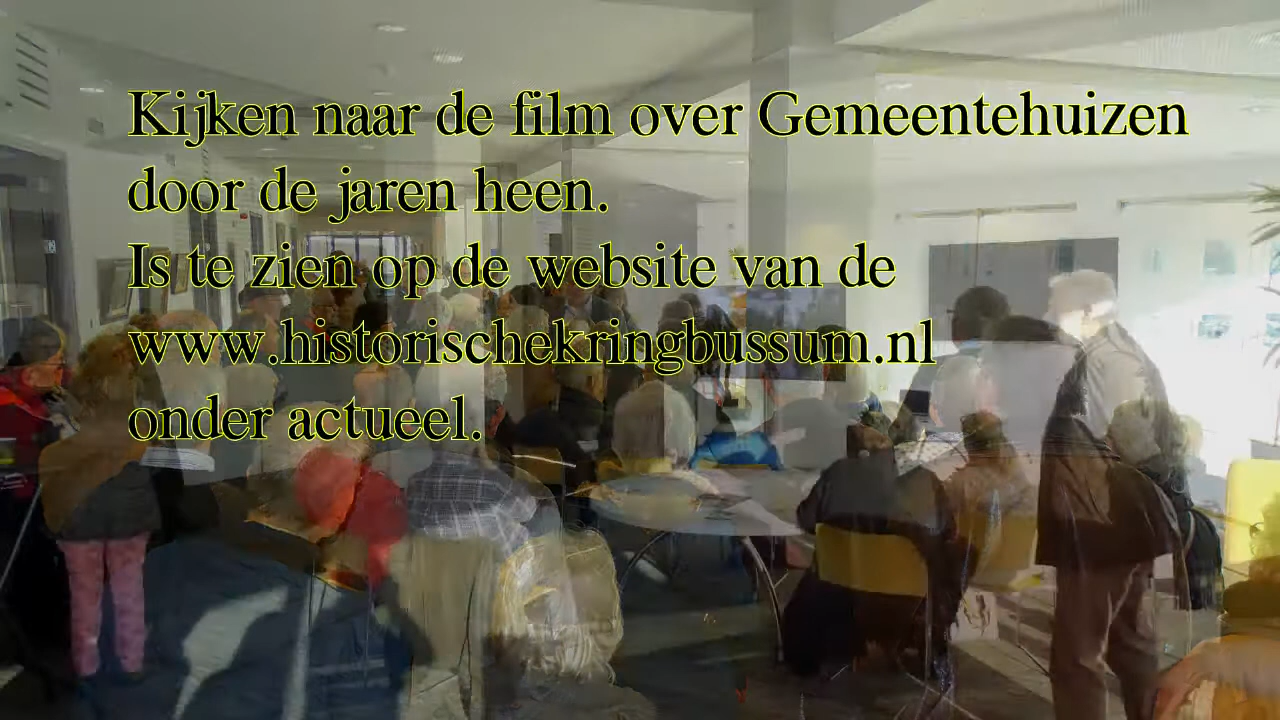 Kijken naar de film over Gemeentehuizen
door de jaren heen.
Is te zien op de website van de
www.historischekringbussum.nl
onder actueel.